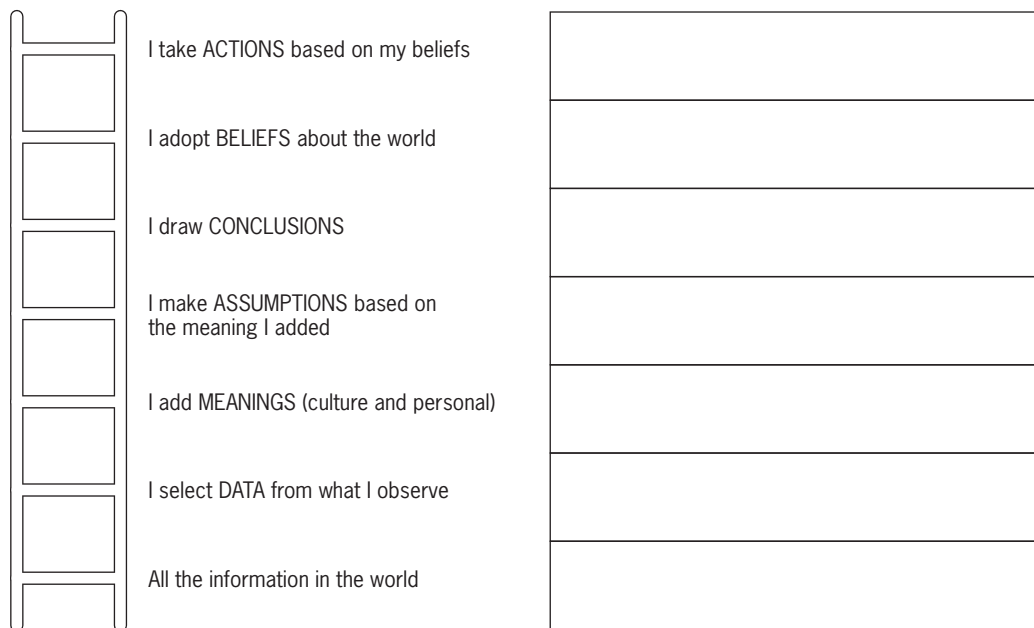 I take ACTIONS based on my beliefs
I adopt BELIEFS about the world
I draw CONCLUSIONS
I make ASSUMPTIONS based on
the meaning I added
I add MEANINGS (culture and personal)
I select DATA from what I observe
All the information in the world